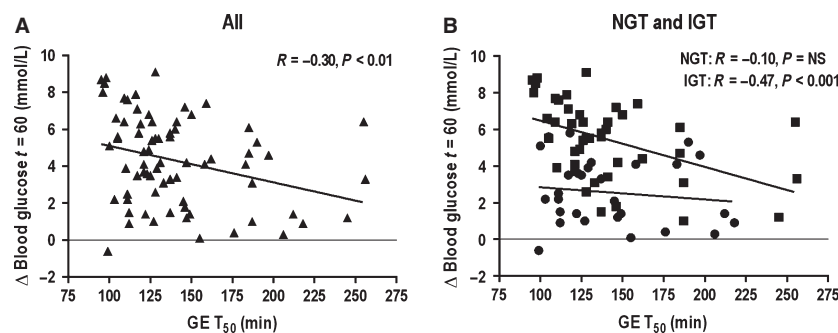 A
All
R = –0.30, P < 0.01
Δ Blood glucose t = 60 (mmol/L)
10
8
6
4
2
0
–2
75 100 125 150 175 200 225 250 275
GE T50 (min)
B
NGT and IGT
NGT: R = –0.10, P = NS
IGT: R = –0.47, P < 0.001
Δ Blood glucose t = 60 (mmol/L)
10
8
6
4
2
0
–2
75 100 125 150 175 200 225 250 275
GE T50 (min)